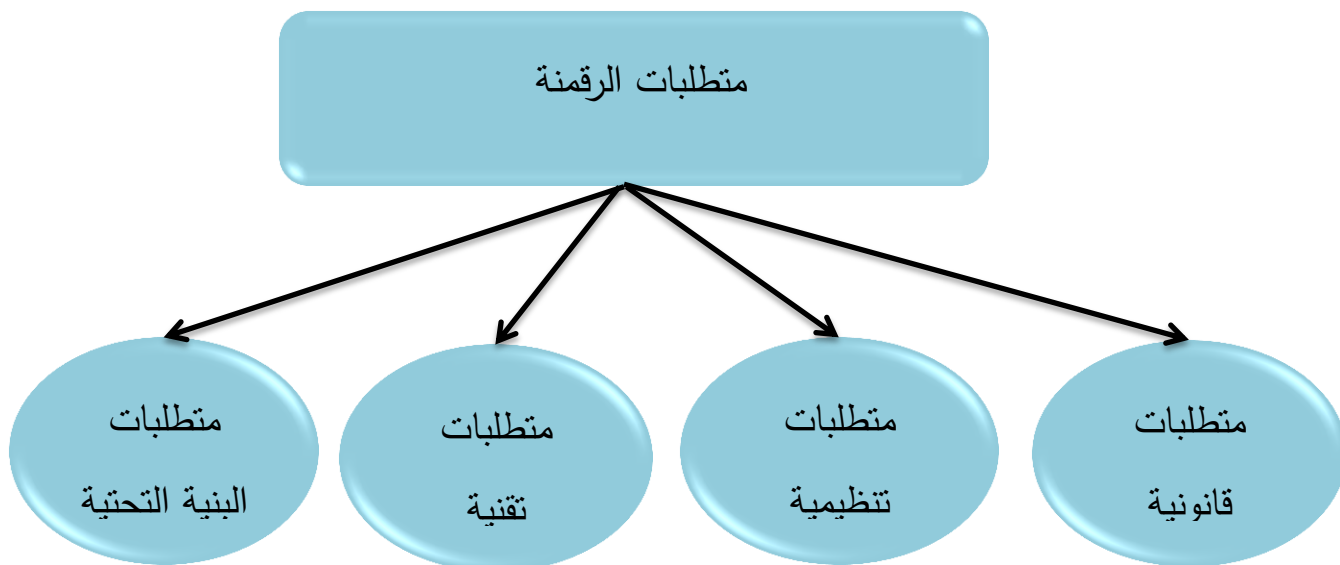 متطلبات الرقمنة
متطلبات
قانونية
متطلبات
تنظيمية
متطلبات
تقنية
متطلبات
البنية التحتية